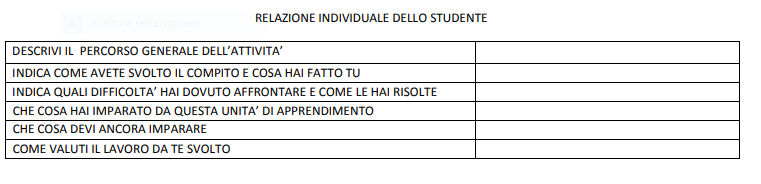 Cattura rettangolare
RELAZIONE INDIVIDUALE DELLO STUDENTE
DESCRIVI IL PERCORSO GENERALE DELL'ATTIVITA'
INDICA COME AVETE SVOLTO IL COMPITO E COSA HAI FATTO TU
INDICA QUALI DIFFICOLTA' HAI DOVUTO AFFRONTARE E COME LE HAI RISOLTE
CHE COSA HAI IMPARATO DA QUESTA UNITA' DI APPRENDIMENTO
CHE COSA DEVI ANCORA IMPARARE
COME VALUTI IL LAVORO DA TE SVOLTO